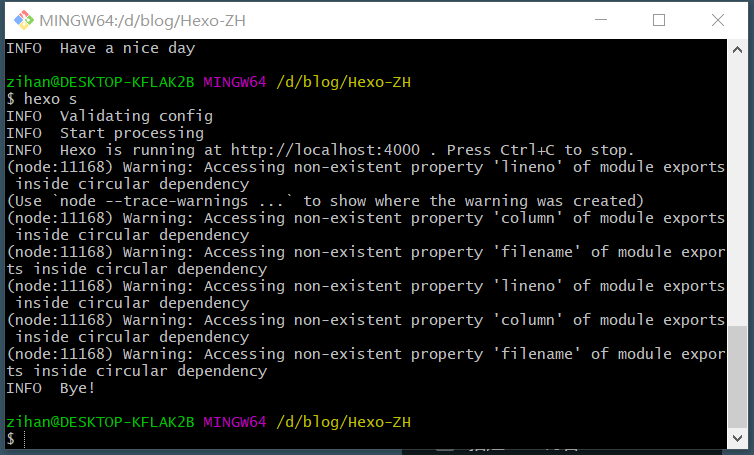 MINGW64:/d/blog/Hexo-ZH
INFO  Have a nice day
zihan@DESKTOP-KFLAK2B MINGW64 /d/blog/Hexo-ZH
$ hexo s
INFO  Validating config
INFO  Start processing
INFO  Hexo is running at http://localhost:4000 . Press Ctrl+C to stop.
(node:11168) Warning: Accessing non-existent property 'lineno' of module exports
inside circular dependency
(Use `node --trace-warnings ...` to show where the warning was created)
(node:11168) Warning: Accessing non-existent property 'column' of module exports
inside circular dependency
(node:11168) Warning: Accessing non-existent property 'filename' of module expor
ts inside circular dependency
(node:11168) Warning: Accessing non-existent property 'lineno' of module exports
inside circular dependency
(node:11168) Warning: Accessing non-existent property 'column' of module exports
inside circular dependency
(node:11168) Warning: Accessing non-existent property 'filename' of module expor
ts inside circular dependency
INFO  Bye!
zihan@DESKTOP-KFLAK2B MINGW64 /d/blog/Hexo-ZH
$